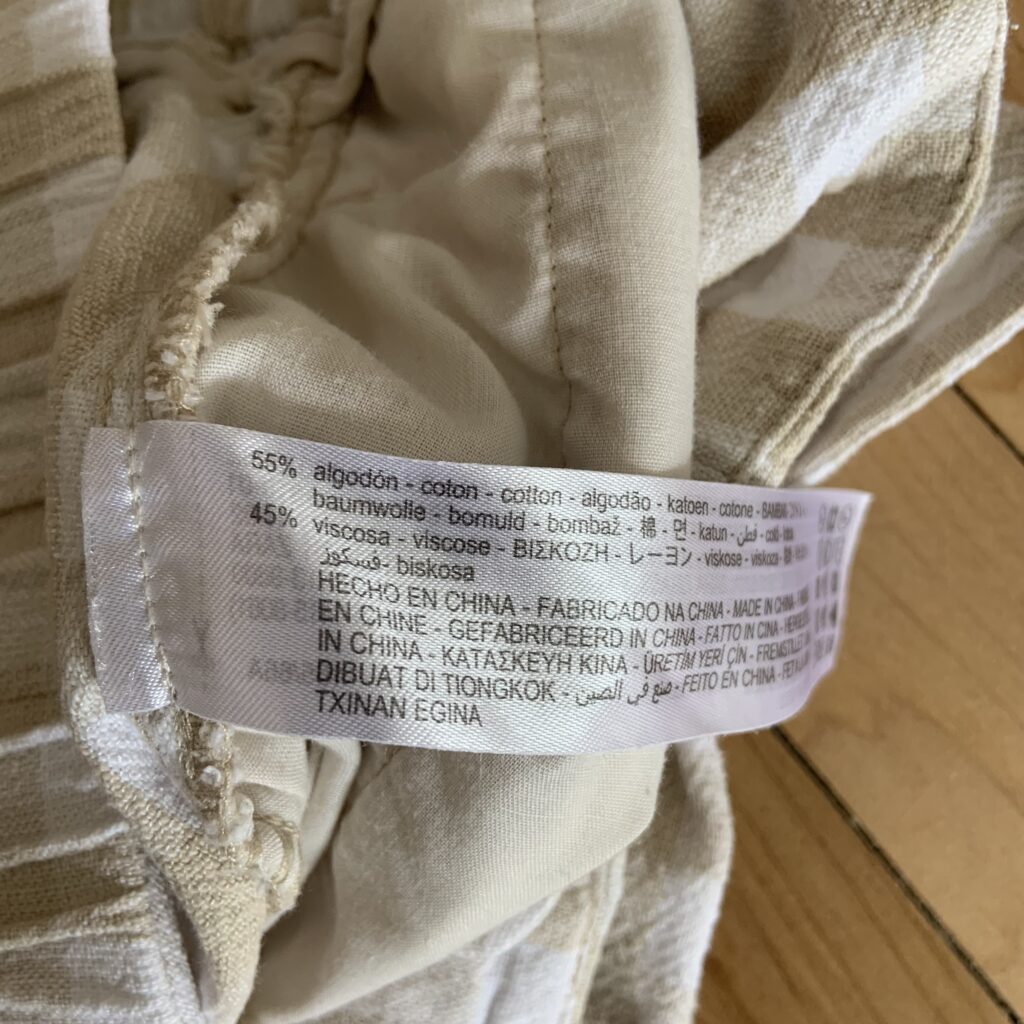 55% algodón - coton - cotton - algodão - katoen - cotone -
baumwolle - bomuld - bombaž - 棉 - 면 - katun - قطن -
45% viscosa - viscose - ΒΙΣΚΟΖΗ - レーヨン - viskose - viskoza -
فسكوز - biskosa
HECHO EN CHINA - FABRICADO NA CHINA - MADE IN CHINA -
EN CHINE - GEFABRICEERD IN CHINA - FATTO IN CINA -
IN CHINA - ΚΑΤΑΣΚΕΥΗ ΚΙΝΑ - ÜRETİM YERİ ÇİN -
DIBUAT DI TIONGKOK - صنع في الصين - FEITO EN CHINA -
TXINAN EGINA